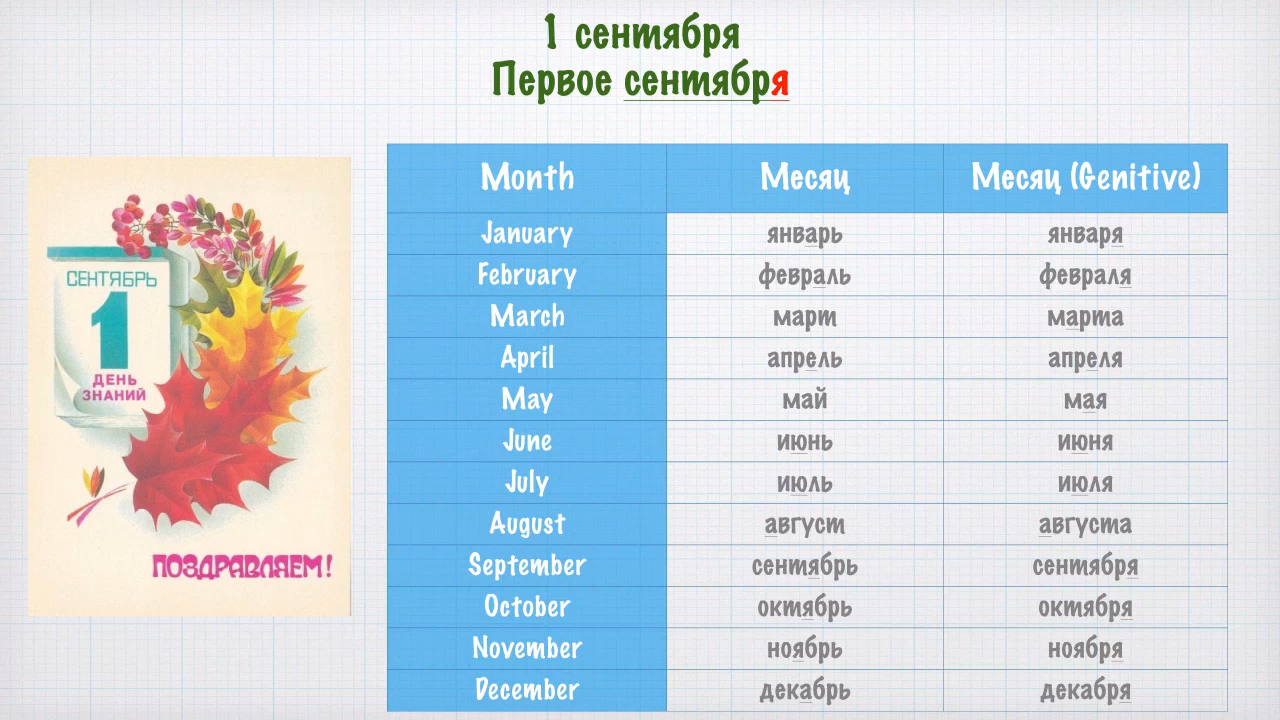 1 сентября
Первое сентября
СЕНТЯБРЬ
1
ДЕНЬ
ЗНАНИЙ
ПОЗДРАВЛЯЕМ!
Month Месяц Месяц (Genitive)
January январь января
February февраль февраля
March март марта
April апрель апреля
May май мая
June июнь июня
July июль июля
August август августа
September сентябрь сентября
October октябрь октября
November ноябрь ноября
December декабрь декабря